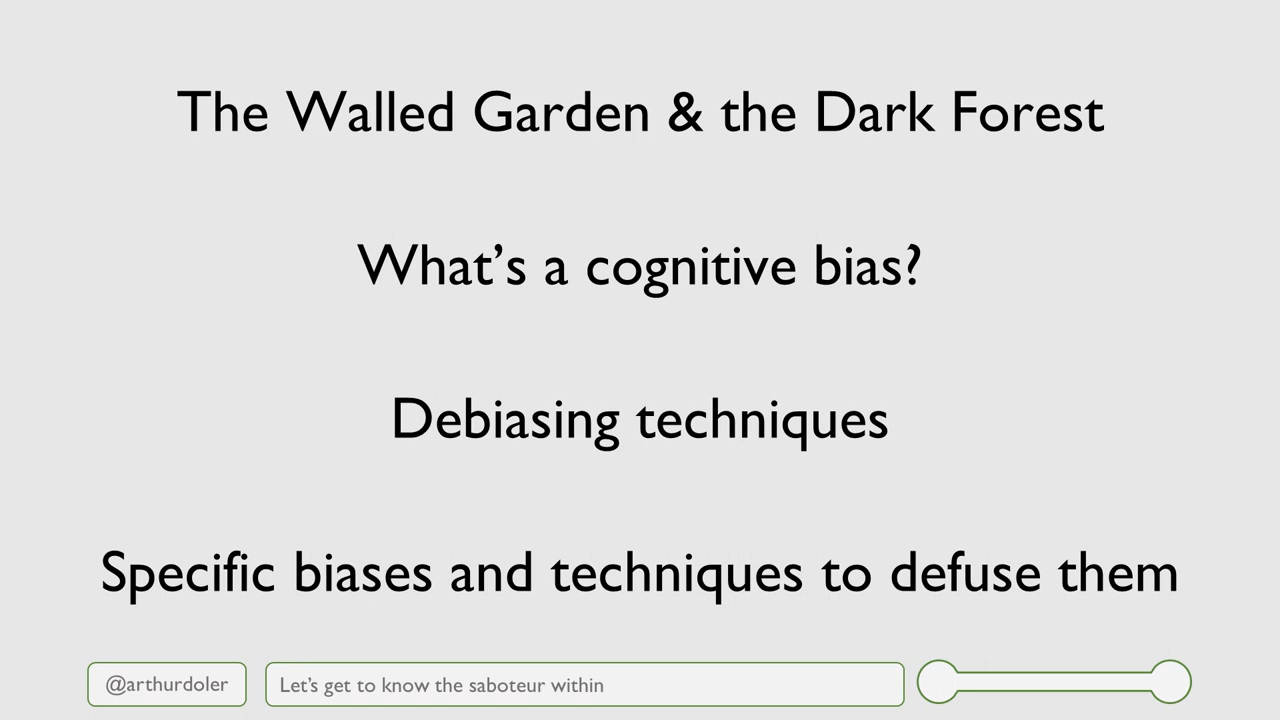 The Walled Garden & the Dark Forest
What’s a cognitive bias?
Debiasing techniques
Specific biases and techniques to defuse them
@arthurdoler
Let’s get to know the saboteur within